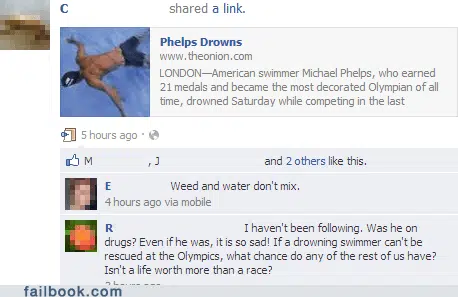 C shared a link.
Phelps Drowns
www.theonion.com
LONDON—American swimmer Michael Phelps, who earned
21 medals and became the most decorated Olympian of all
time, drowned Saturday while competing in the last
5 hours ago ·
M , J and 2 others like this.
E Weed and water don't mix.
4 hours ago via mobile
R I haven't been following. Was he on
drugs? Even if he was, it is so sad! If a drowning swimmer can't be
rescued at the Olympics, what chance do any of the rest of us have?
Isn't a life worth more than a race?
hours ago
failbook.com